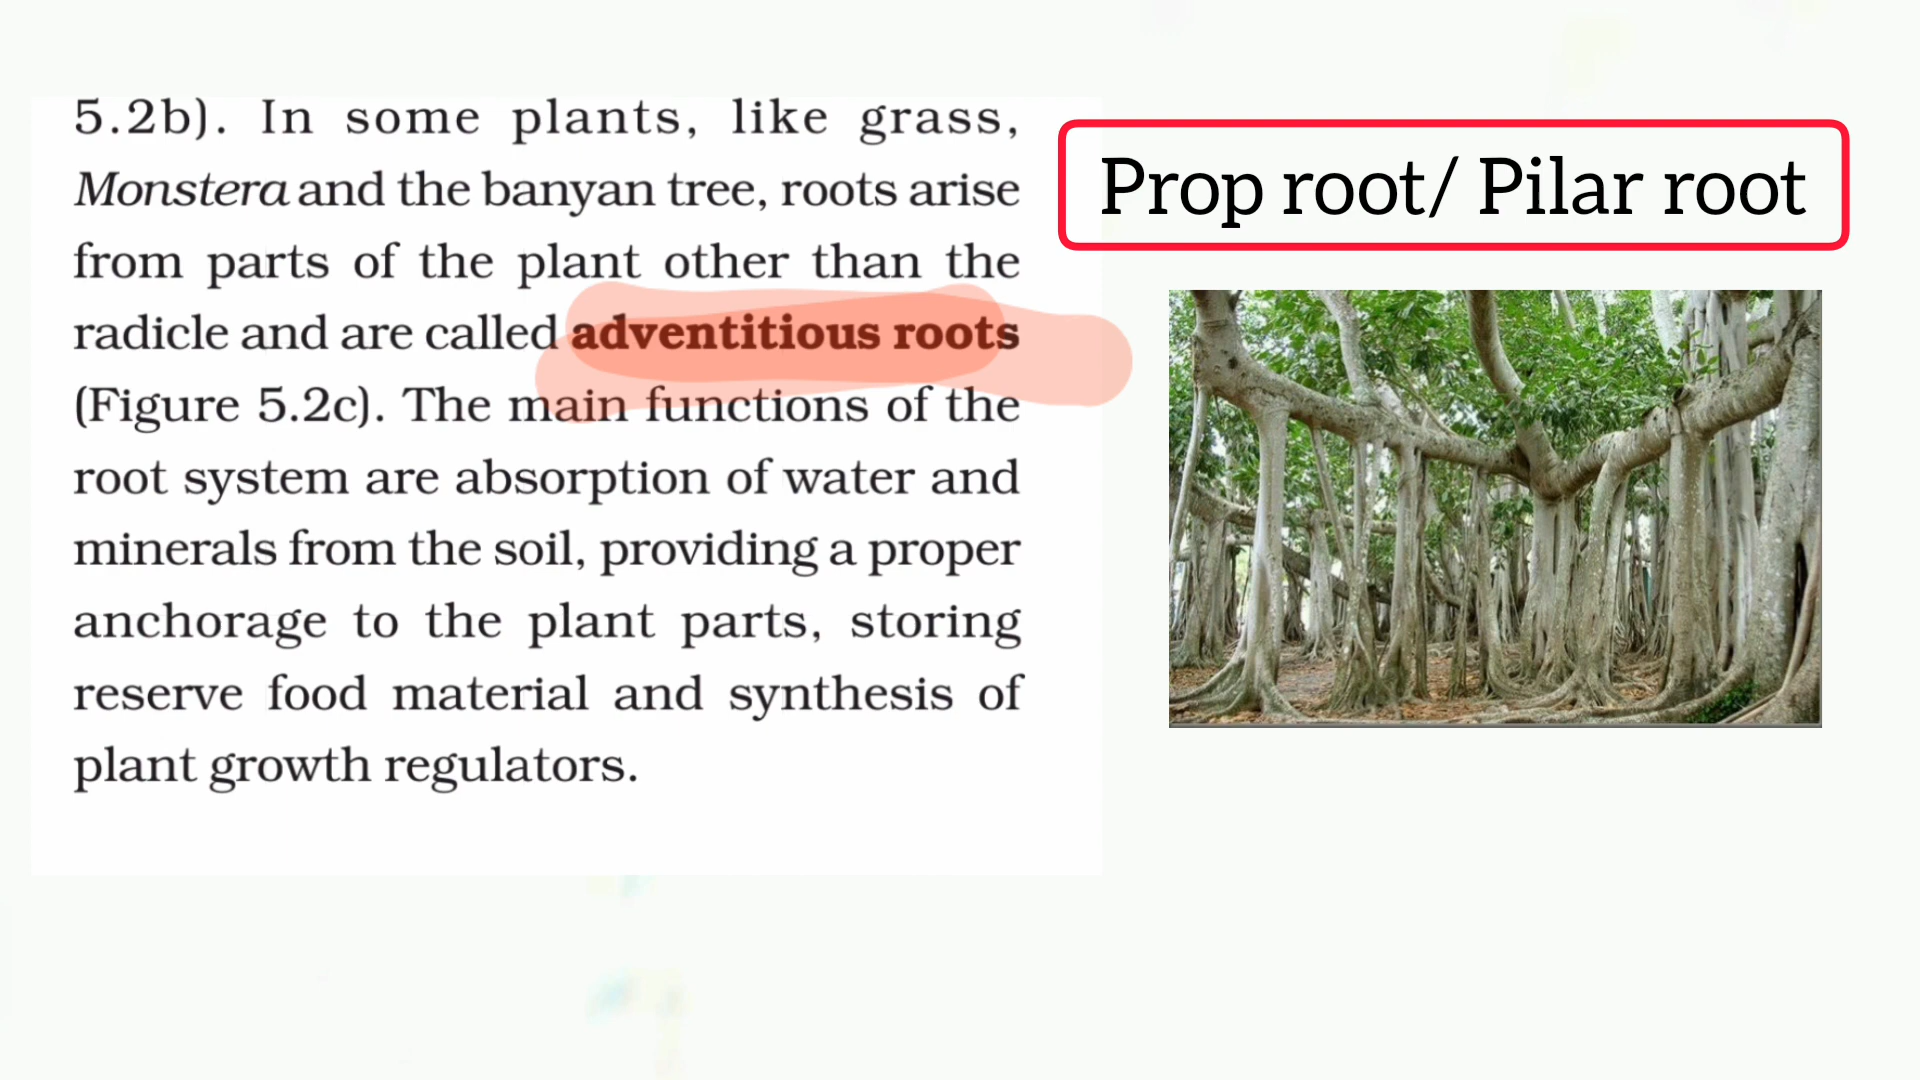 5.2b). In some plants, like grass,
Monstera and the banyan tree, roots arise
from parts of the plant other than the
radicle and are called adventitious roots
(Figure 5.2c). The main functions of the
root system are absorption of water and
minerals from the soil, providing a proper
anchorage to the plant parts, storing
reserve food material and synthesis of
plant growth regulators.
Prop root/ Pilar root